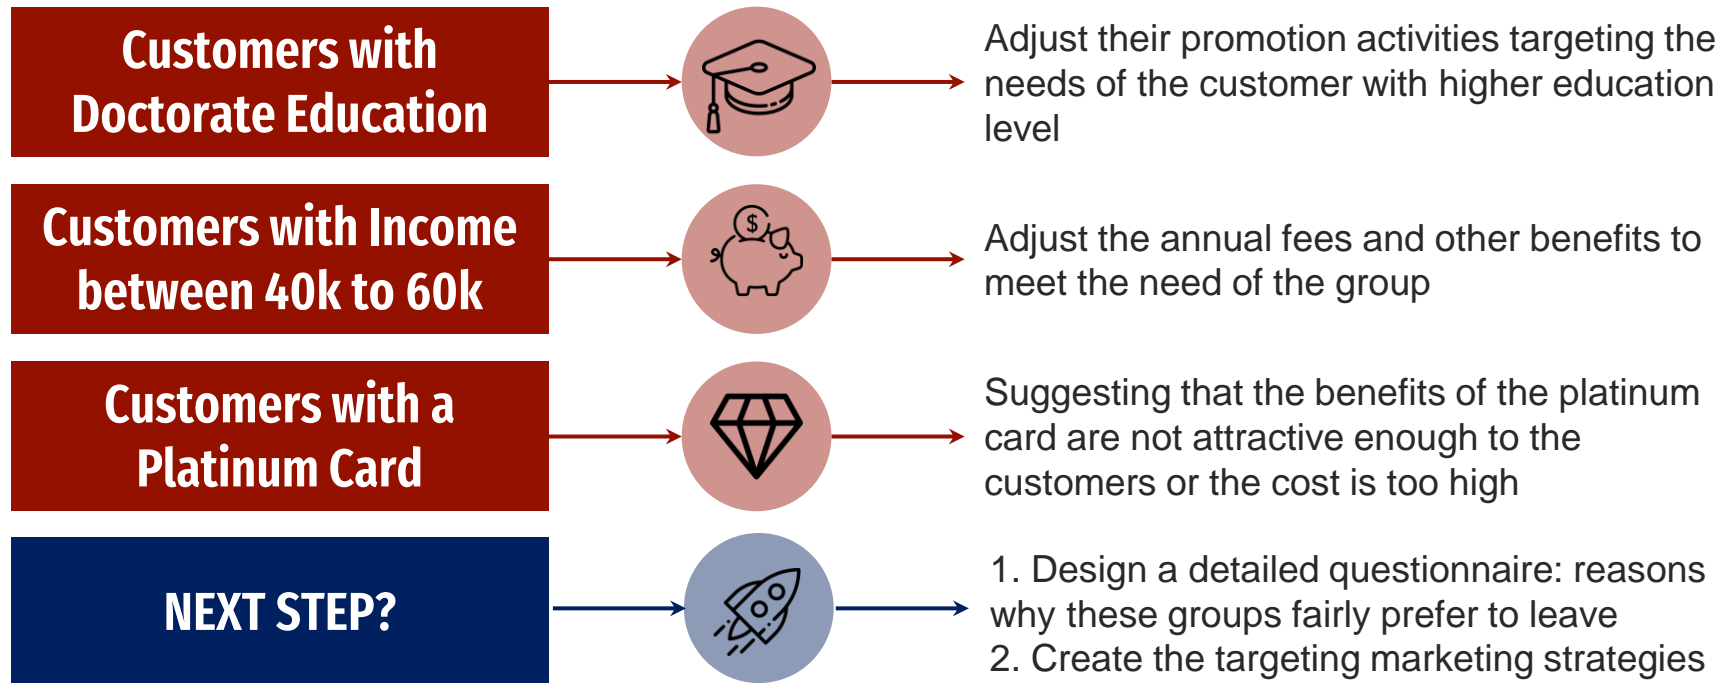 Customers with
Doctorate Education
Adjust their promotion activities targeting the
needs of the customer with higher education
level
Customers with Income
between 40k to 60k
$
Adjust the annual fees and other benefits to
meet the need of the group
Customers with a
Platinum Card
Suggesting that the benefits of the platinum
card are not attractive enough to the
customers or the cost is too high
NEXT STEP?
1. Design a detailed questionnaire: reasons
why these groups fairly prefer to leave
2. Create the targeting marketing strategies